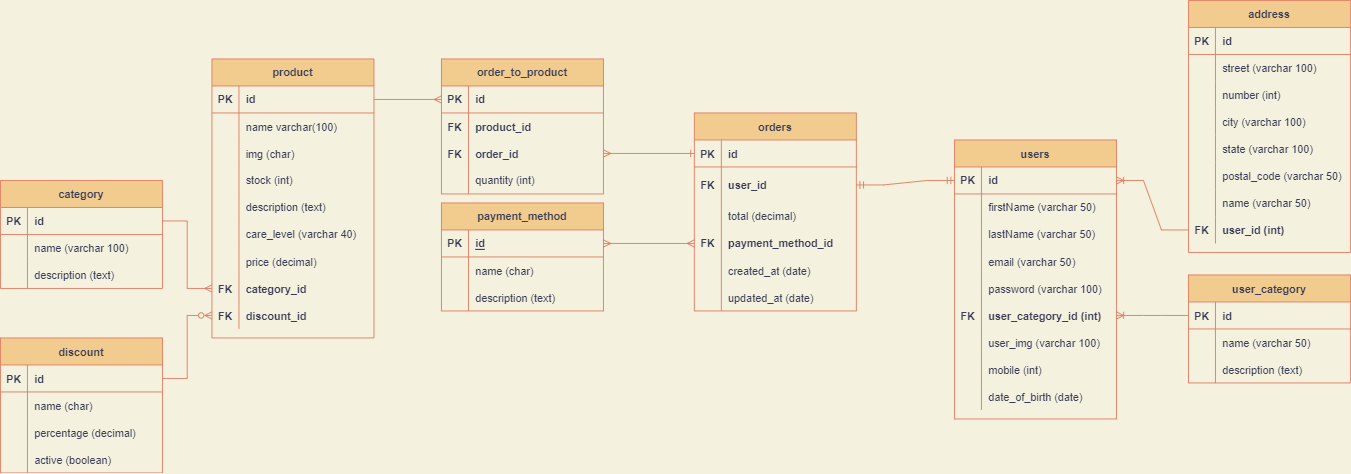 category
PK id
name (varchar 100)
description (text)
discount
PK id
name (char)
percentage (decimal)
active (boolean)
product
PK id
name varchar(100)
img (char)
stock (int)
description (text)
care_level (varchar 40)
price (decimal)
FK category_id
FK discount_id
order_to_product
PK id
FK product_id
FK order_id
quantity (int)
payment_method
PK id
name (char)
description (text)
orders
PK id
FK user_id
total (decimal)
FK payment_method_id
created_at (date)
updated_at (date)
users
PK id
firstName (varchar 50)
lastName (varchar 50)
email (varchar 50)
password (varchar 100)
FK user_category_id (int)
user_img (varchar 100)
mobile (int)
date_of_birth (date)
address
PK id
street (varchar 100)
number (int)
city (varchar 100)
state (varchar 100)
postal_code (varchar 50)
name (varchar 50)
FK user_id (int)
user_category
PK id
name (varchar 50)
description (text)